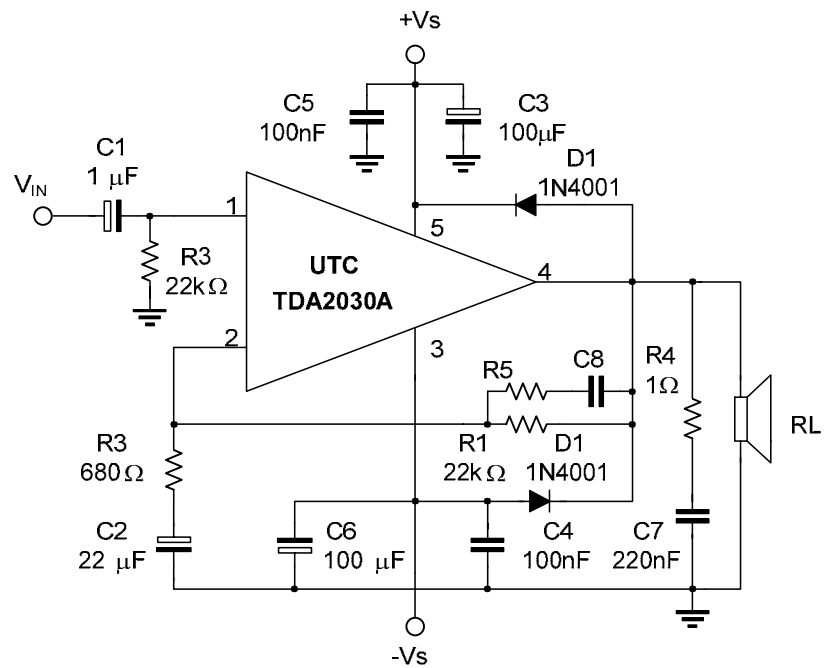 +Vs
C5
100nF
C3
100μF
C1
1 μF
D1
1N4001
VIN
1
5
R3
22kΩ
UTC
TDA2030A
4
2
3
R5
C8
R4
1Ω
R3
680Ω
R1
22kΩ
D1
1N4001
RL
C2
22 μF
C6
100 μF
C4
100nF
C7
220nF
-Vs